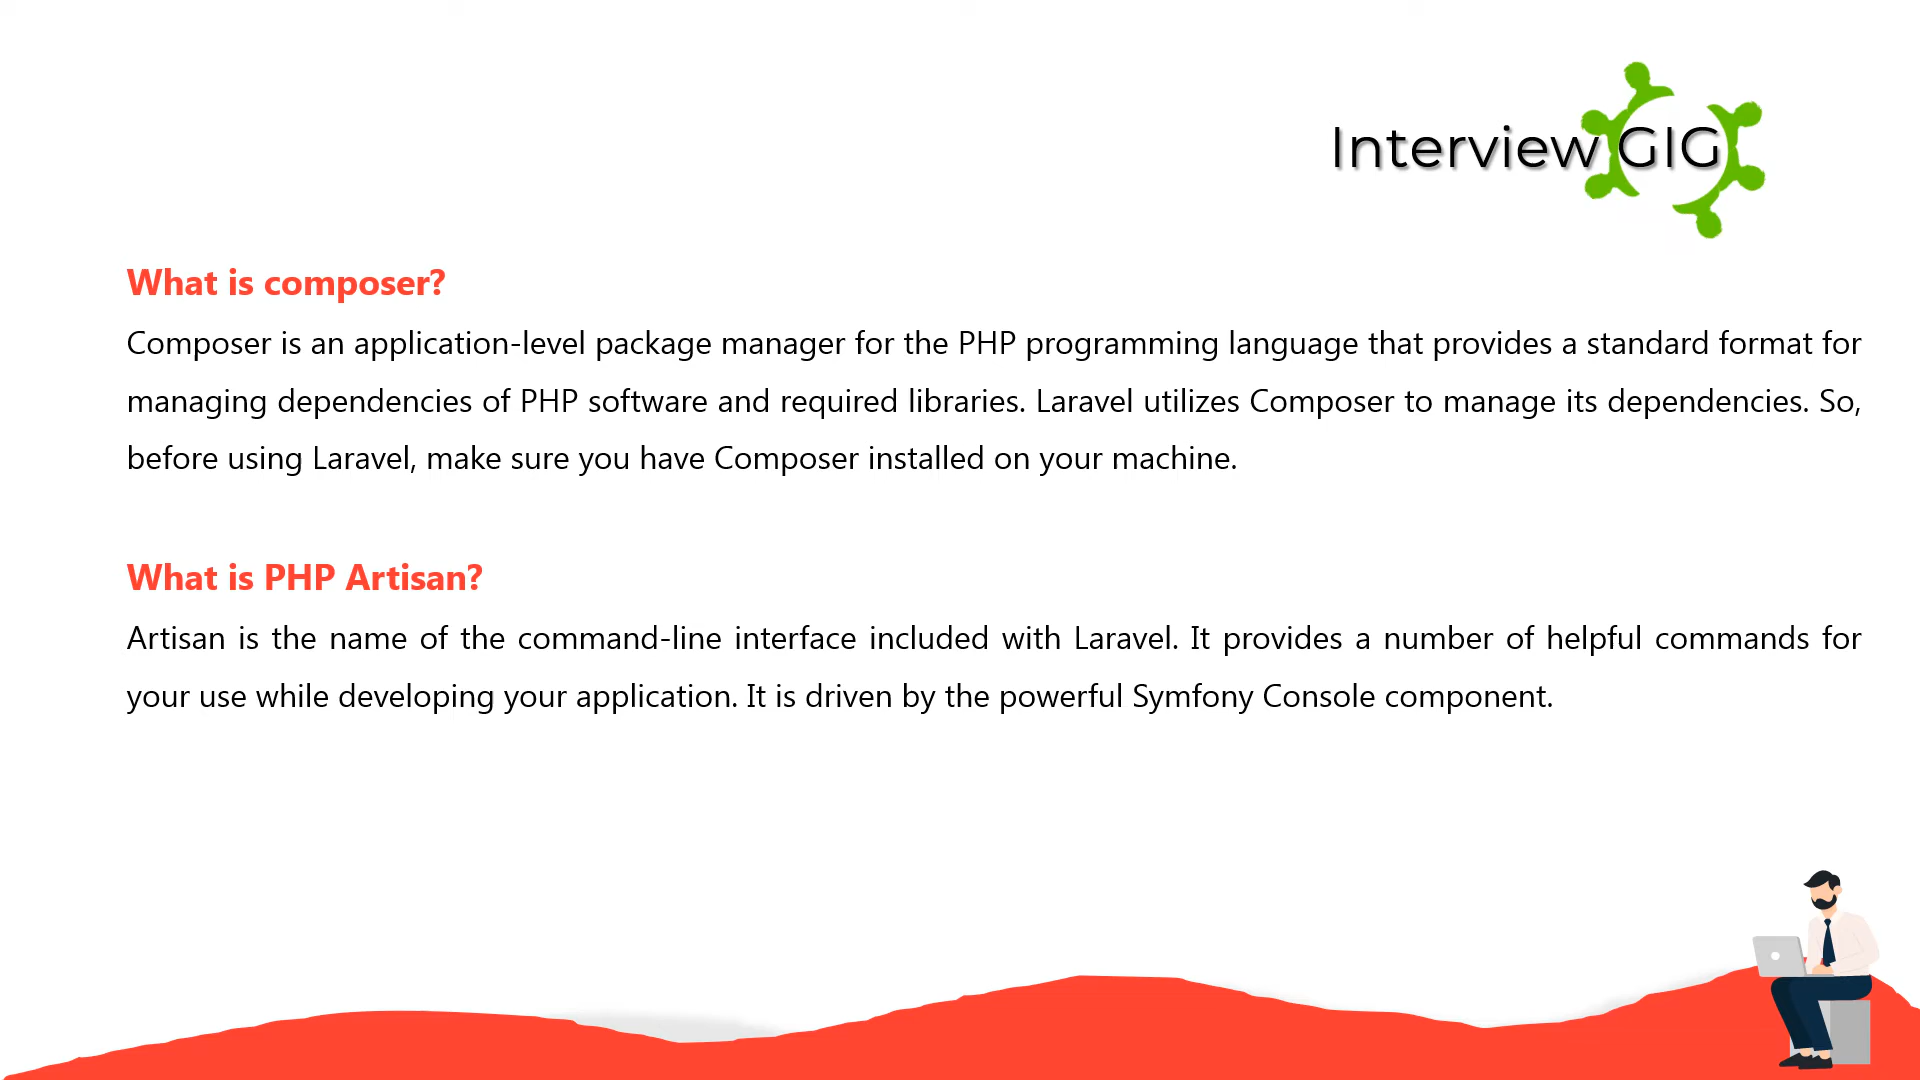 Interview GIG
What is composer?
Composer is an application-level package manager for the PHP programming language that provides a standard format for
managing dependencies of PHP software and required libraries. Laravel utilizes Composer to manage its dependencies. So,
before using Laravel, make sure you have Composer installed on your machine.
What is PHP Artisan?
Artisan is the name of the command-line interface included with Laravel. It provides a number of helpful commands for
your use while developing your application. It is driven by the powerful Symfony Console component.